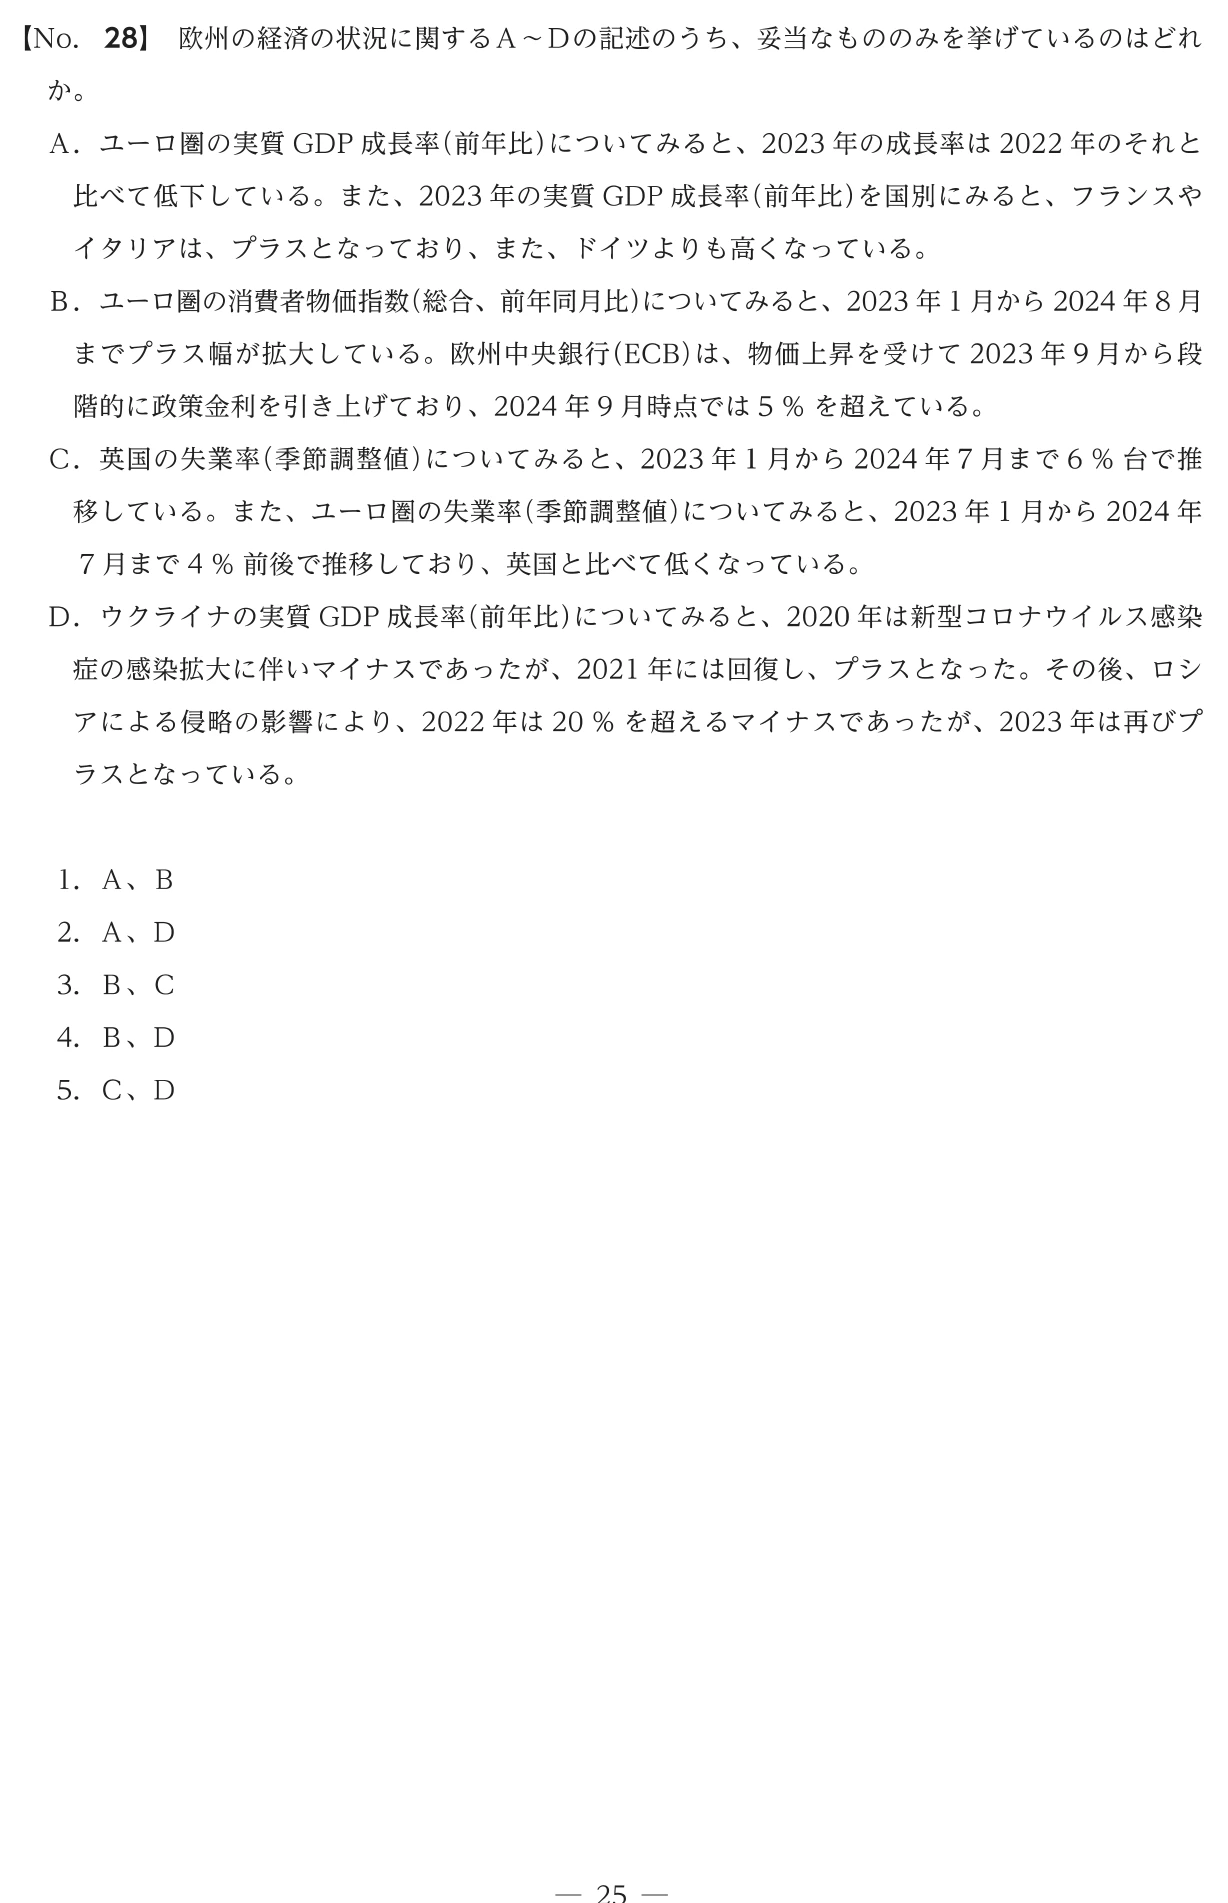 【No. 28】 欧州の経済の状況に関するＡ～Ｄの記述のうち、妥当なもののみを挙げているのはどれ
か。
Ａ．ユーロ圏の実質 GDP 成長率(前年比)についてみると、2023 年の成長率は 2022 年のそれと
比べて低下している。また、2023 年の実質 GDP 成長率(前年比)を国別にみると、フランスや
イタリアは、プラスとなっており、また、ドイツよりも高くなっている。
Ｂ．ユーロ圏の消費者物価指数(総合、前年同月比)についてみると、2023 年１月から 2024 年８月
までプラス幅が拡大している。欧州中央銀行(ECB)は、物価上昇を受けて 2023 年９月から段
階的に政策金利を引き上げており、2024 年９月時点では５％ を超えている。
Ｃ．英国の失業率(季節調整値)についてみると、2023 年１月から 2024 年７月まで６％ 台で推
移している。また、ユーロ圏の失業率(季節調整値)についてみると、2023 年１月から 2024 年
７月まで４％ 前後で推移しており、英国と比べて低くなっている。
Ｄ．ウクライナの実質 GDP 成長率(前年比)についてみると、2020 年は新型コロナウイルス感染
症の感染拡大に伴いマイナスであったが、2021 年には回復し、プラスとなった。その後、ロシ
アによる侵略の影響により、2022 年は 20 ％ を超えるマイナスであったが、2023 年は再びプ
ラスとなっている。
1．Ａ、Ｂ
2．Ａ、Ｄ
3．Ｂ、Ｃ
4．Ｂ、Ｄ
5．Ｃ、Ｄ
— 25 —